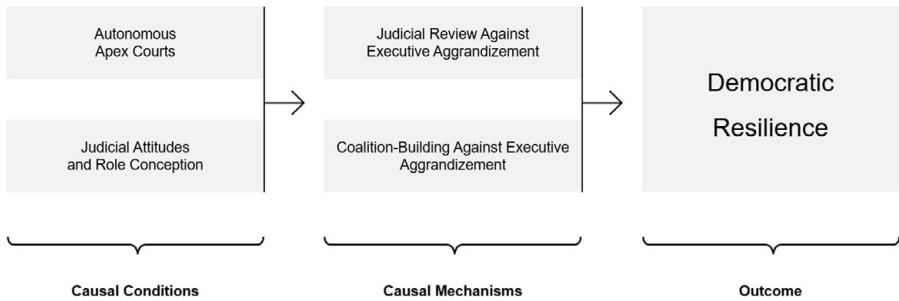 Autonomous
Apex Courts
Judicial Review Against
Executive Aggrandizement
Democratic
Resilience
Judicial Attitudes
and Role Conception
Coalition-Building Against Executive
Aggrandizement
Causal Conditions
Causal Mechanisms
Outcome